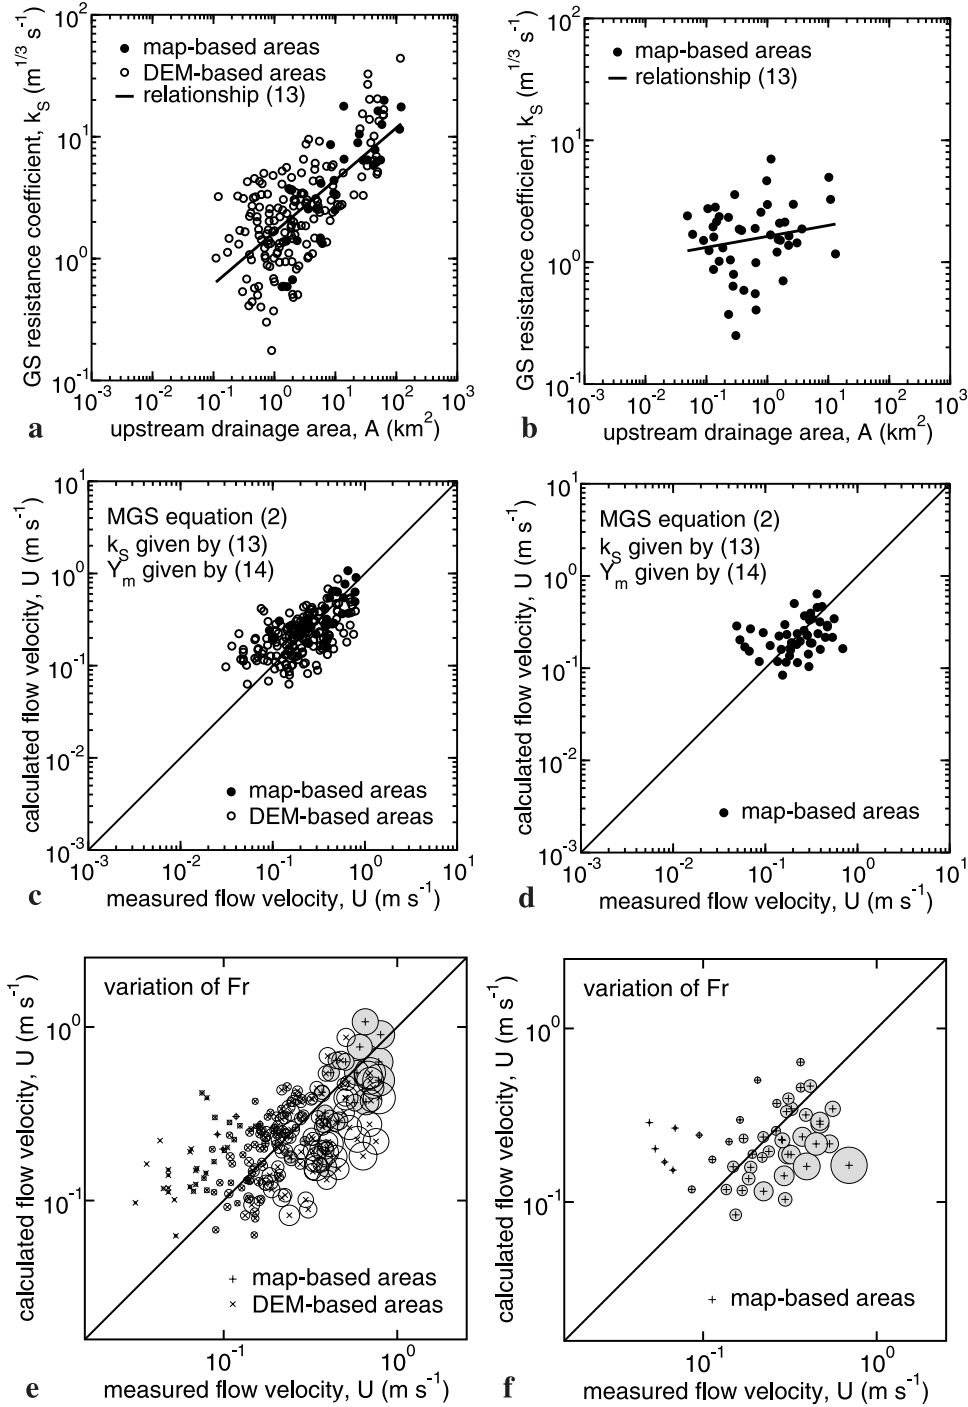 GS resistance coefficient, k_S (m^1/3 s^-1)
10^2
10^1
10^0
10^-1
map-based areas
DEM-based areas
relationship (13)
10^-3 10^-2 10^-1 10^0 10^1 10^2 10^3
a upstream drainage area, A (km^2)
GS resistance coefficient, k_S (m^1/3 s^-1)
10^2
10^1
10^0
10^-1
map-based areas
relationship (13)
10^-3 10^-2 10^-1 10^0 10^1 10^2 10^3
b upstream drainage area, A (km^2)
calculated flow velocity, U (m s^-1)
10^1
10^0
10^-1
10^-2
10^-3
MGS equation (2)
k_S given by (13)
Y_m given by (14)
map-based areas
DEM-based areas
10^-3 10^-2 10^-1 10^0 10^1
c measured flow velocity, U (m s^-1)
calculated flow velocity, U (m s^-1)
10^1
10^0
10^-1
10^-2
10^-3
MGS equation (2)
k_S given by (13)
Y_m given by (14)
map-based areas
10^-3 10^-2 10^-1 10^0 10^1
d measured flow velocity, U (m s^-1)
calculated flow velocity, U (m s^-1)
variation of Fr
10^0
10^-1
map-based areas
DEM-based areas
10^-1 10^0
e measured flow velocity, U (m s^-1)
calculated flow velocity, U (m s^-1)
variation of Fr
10^0
10^-1
map-based areas
10^-1 10^0
f measured flow velocity, U (m s^-1)